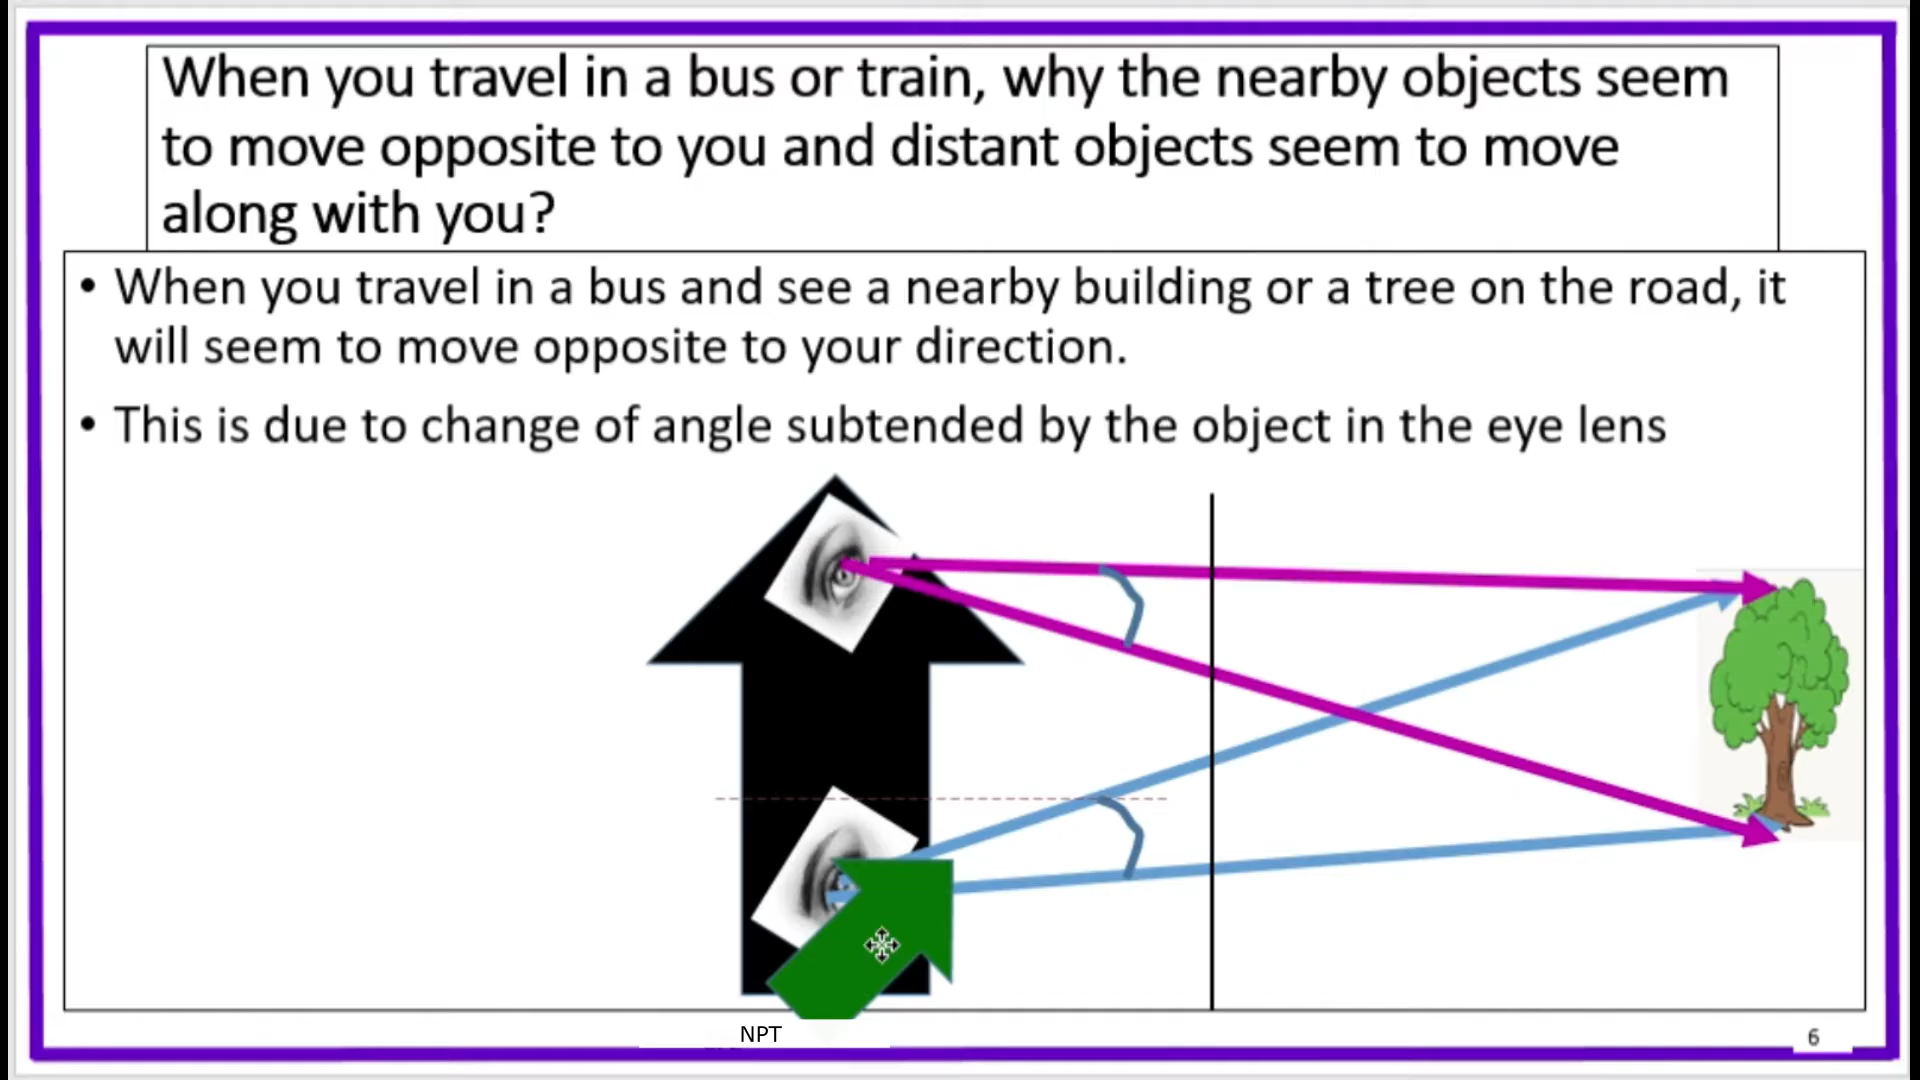 When you travel in a bus or train, why the nearby objects seem
to move opposite to you and distant objects seem to move
along with you?
• When you travel in a bus and see a nearby building or a tree on the road, it
will seem to move opposite to your direction.
• This is due to change of angle subtended by the object in the eye lens
NPT
6